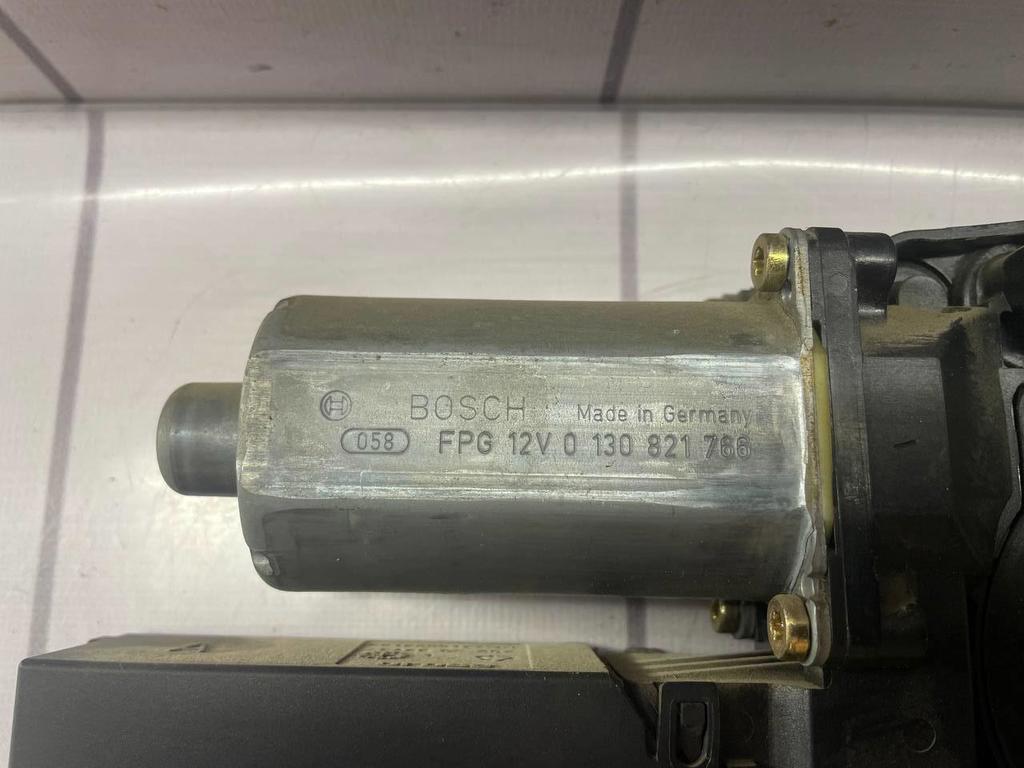 BOSCH Made in Germany
058 FPG 12V 0 130 821 766